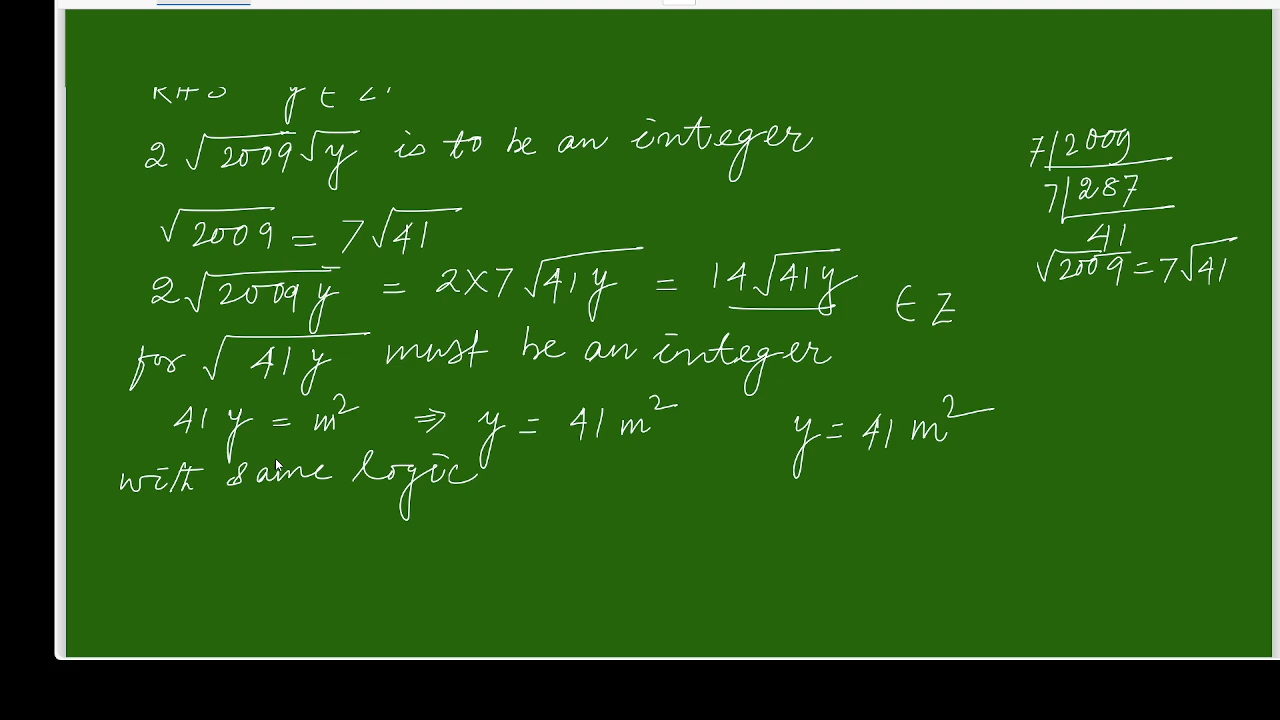 RHS y ∈ Z.
2 √2009 √y is to be an integer
√2009 = 7√41
2√2009y = 2×7√41y = 14√41y ∈ Z
for √41y must be an integer
41y = m² ⇒ y = 41m² y = 41m²
with same logic
7|2009
7|287
41
√2009 = 7√41